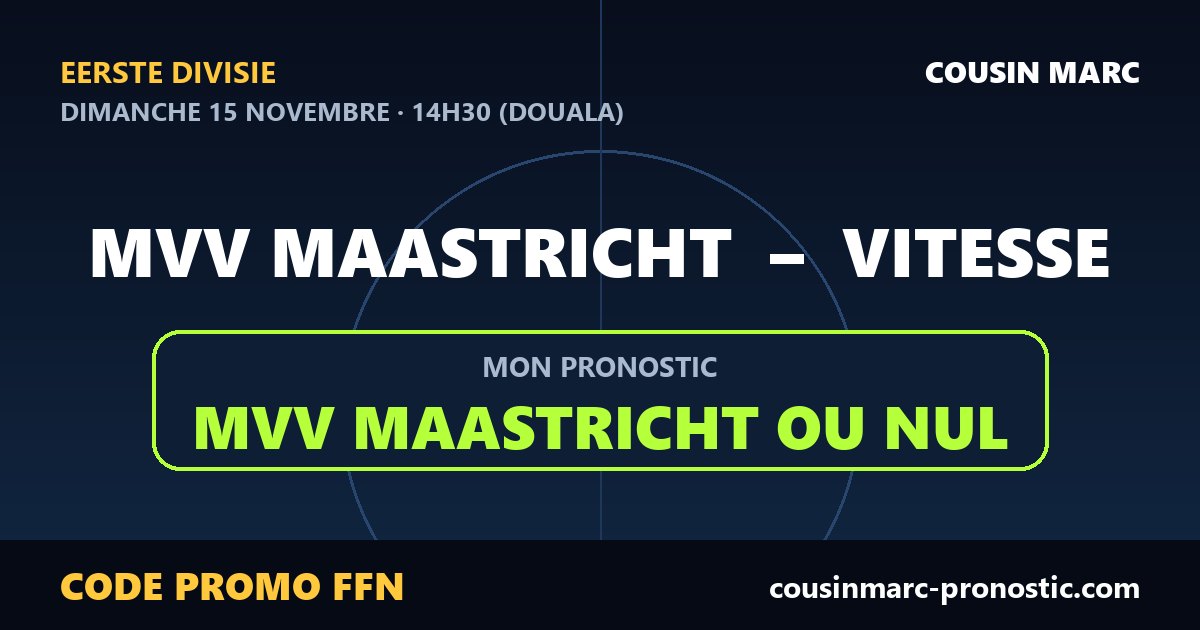 EERSTE DIVISIE
COUSIN MARC
DIMANCHE 15 NOVEMBRE · 14H30 (DOUALA)
MVV MAASTRICHT – VITESSE
MON PRONOSTIC
MVV MAASTRICHT OU NUL
CODE PROMO FFN
cousinmarc-pronostic.com